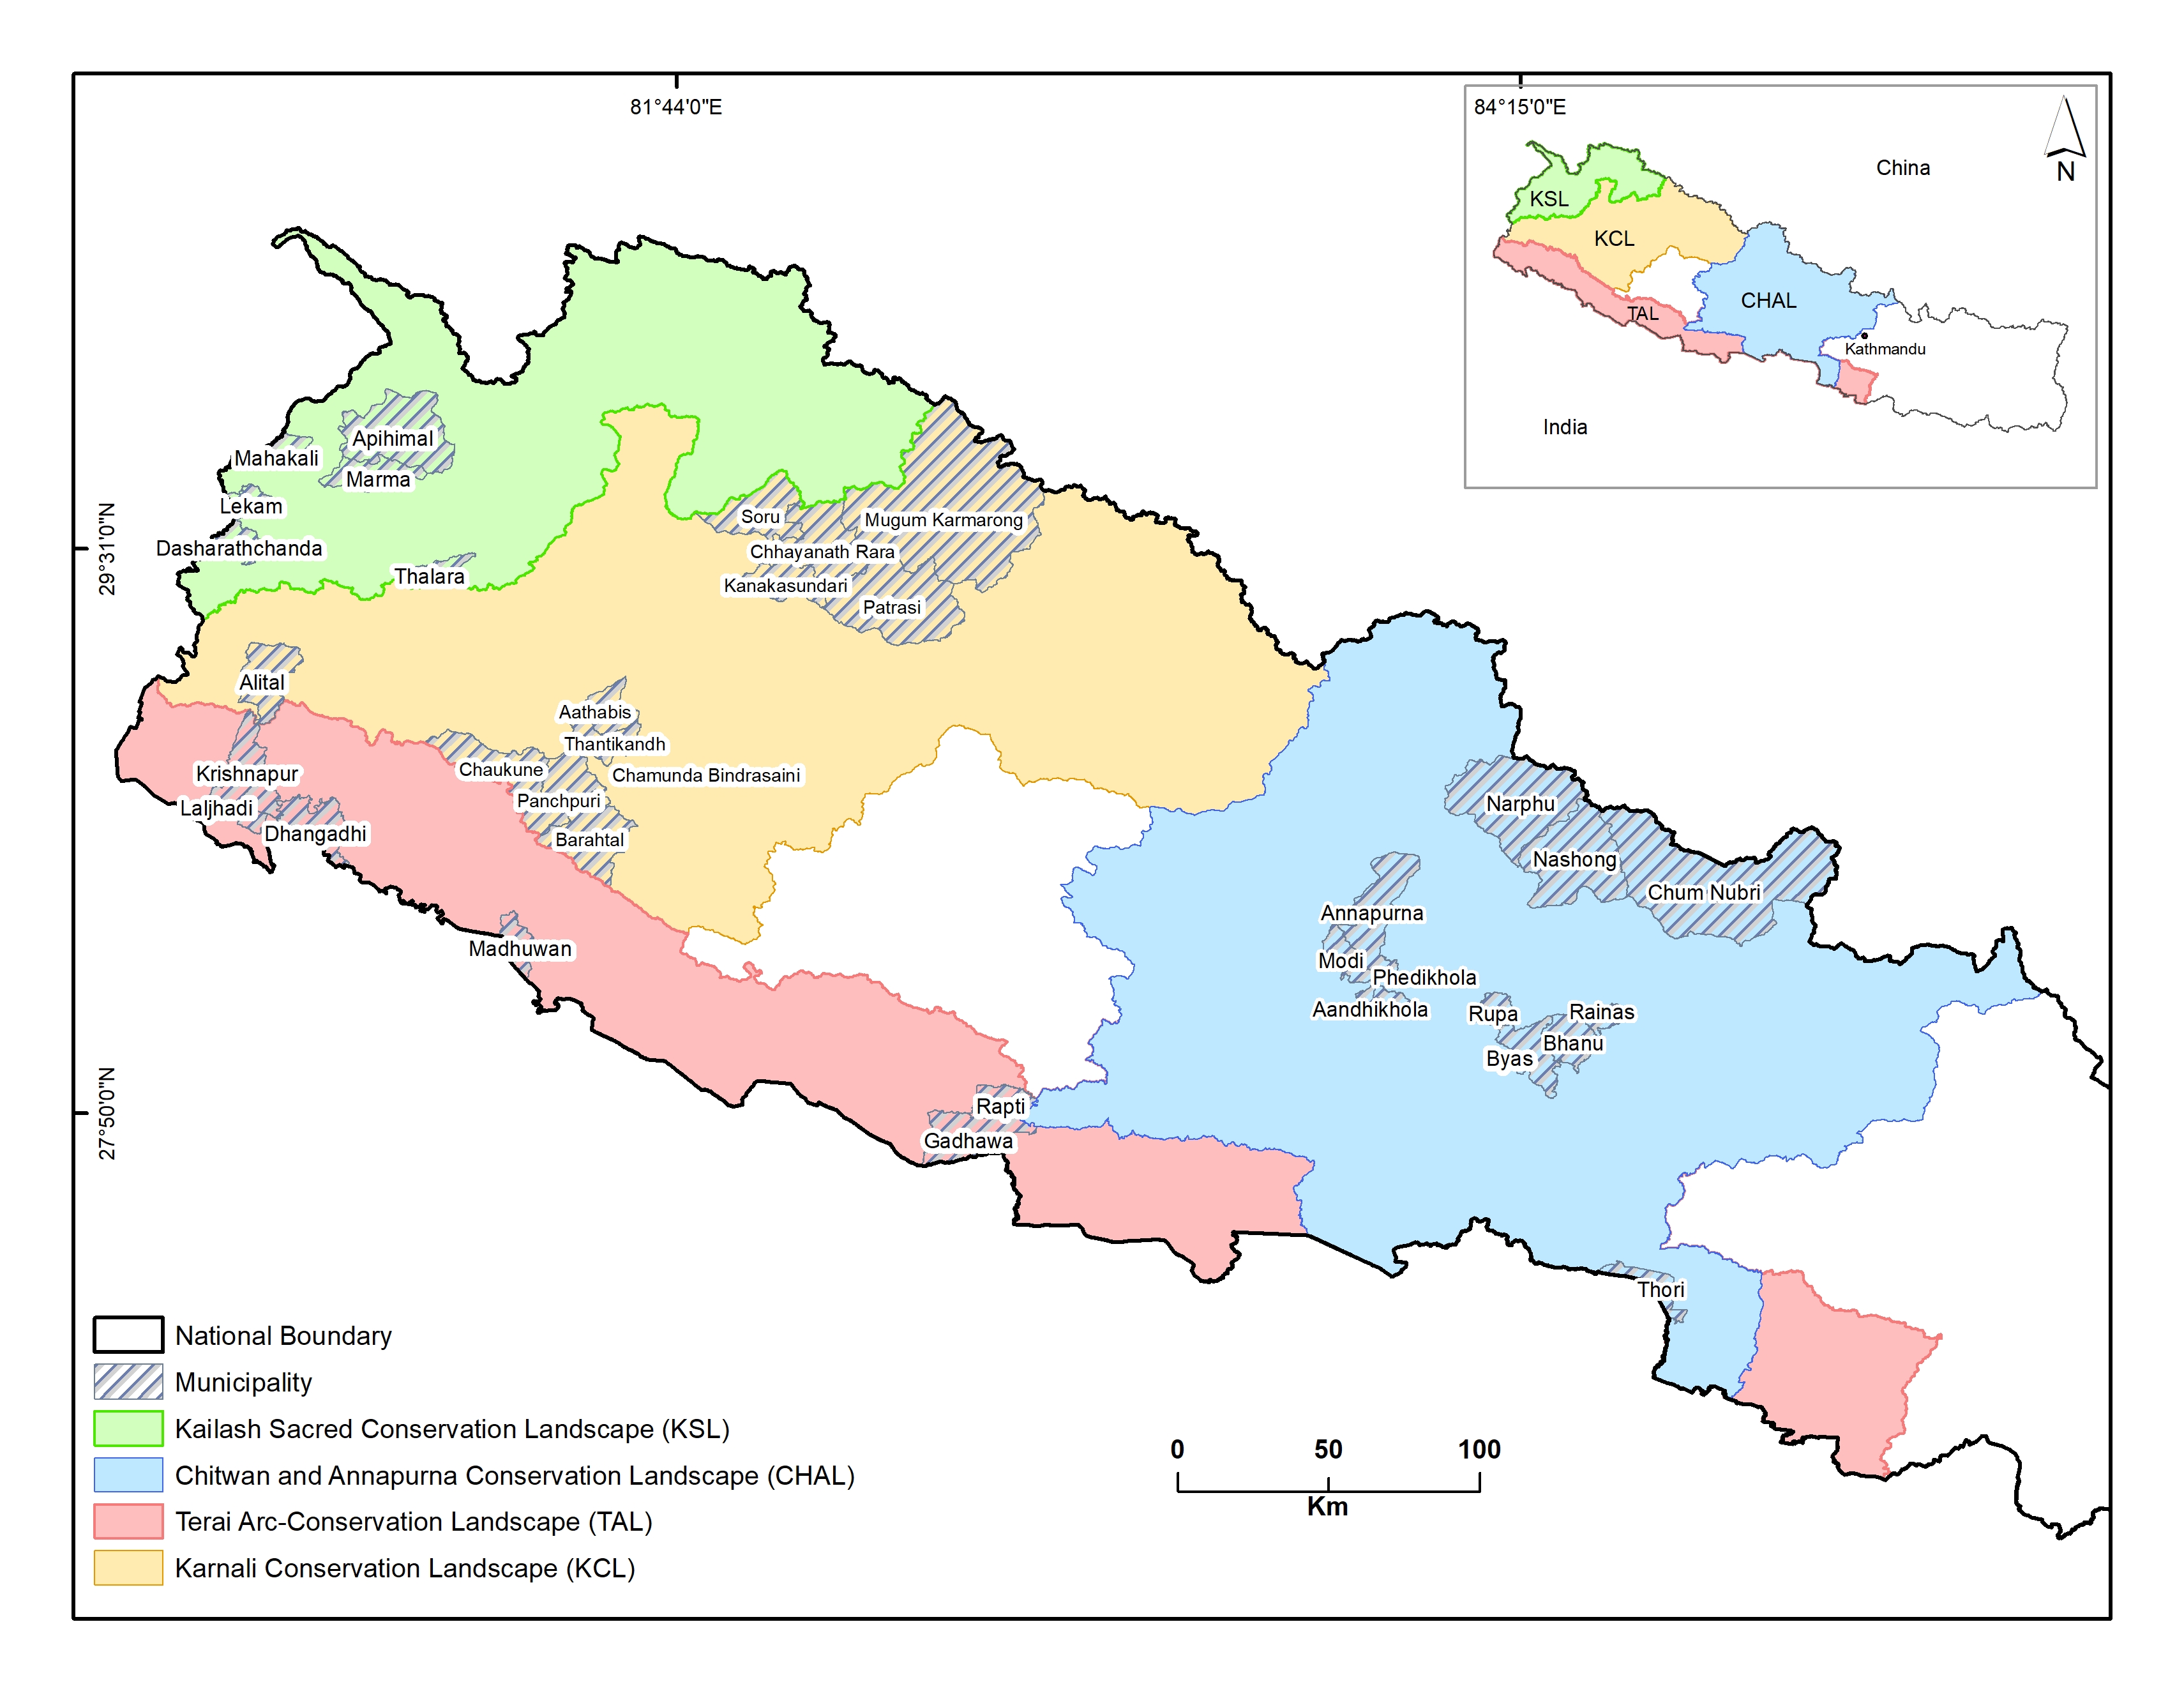 81°44'0"E
84°15'0"E
N
China
KSL
KCL
CHAL
TAL
Kathmandu
India
29°31'0"N
27°50'0"N
Apihimal
Mahakali
Marma
Lekam
Dasharathchanda
Thalara
Soru
Mugum Karmarong
Chhayanath Rara
Kanakasundari
Patrasi
Alital
Aathabis
Thantikandh
Chaukune
Chamunda Bindrasaini
Krishnapur
Panchpuri
Laljhadi
Dhangadhi
Barahtal
Madhuwan
Narphu
Nashong
Chum Nubri
Annapurna
Modi
Phedikhola
Aandhikhola
Rupa
Rainas
Bhanu
Byas
Rapti
Gadhawa
Thori
National Boundary
Municipality
Kailash Sacred Conservation Landscape (KSL)
Chitwan and Annapurna Conservation Landscape (CHAL)
Terai Arc-Conservation Landscape (TAL)
Karnali Conservation Landscape (KCL)
0 50 100
Km